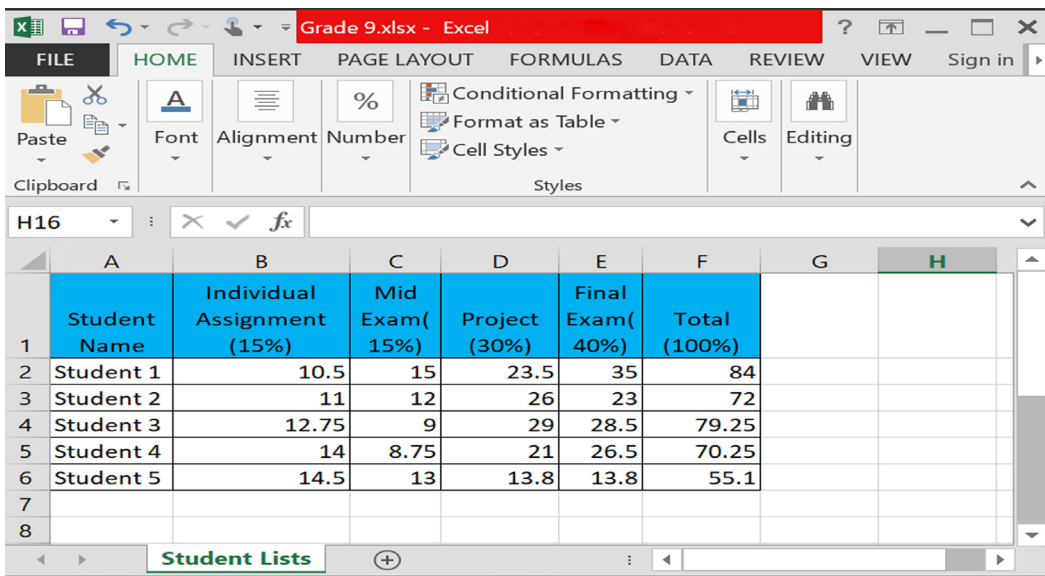 Grade 9.xlsx - Excel
?
FILE HOME INSERT PAGE LAYOUT FORMULAS DATA REVIEW VIEW Sign in
Paste
Clipboard
A
Font
Alignment
%
Number
Conditional Formatting
Format as Table
Cell Styles
Styles
Cells
Editing
H16 fx
A B C D E F G H
1 Student Name Individual Assignment (15%) Mid Exam( 15%) Project (30%) Final Exam( 40%) Total (100%)
2 Student 1 10.5 15 23.5 35 84
3 Student 2 11 12 26 23 72
4 Student 3 12.75 9 29 28.5 79.25
5 Student 4 14 8.75 21 26.5 70.25
6 Student 5 14.5 13 13.8 13.8 55.1
7
8
Student Lists